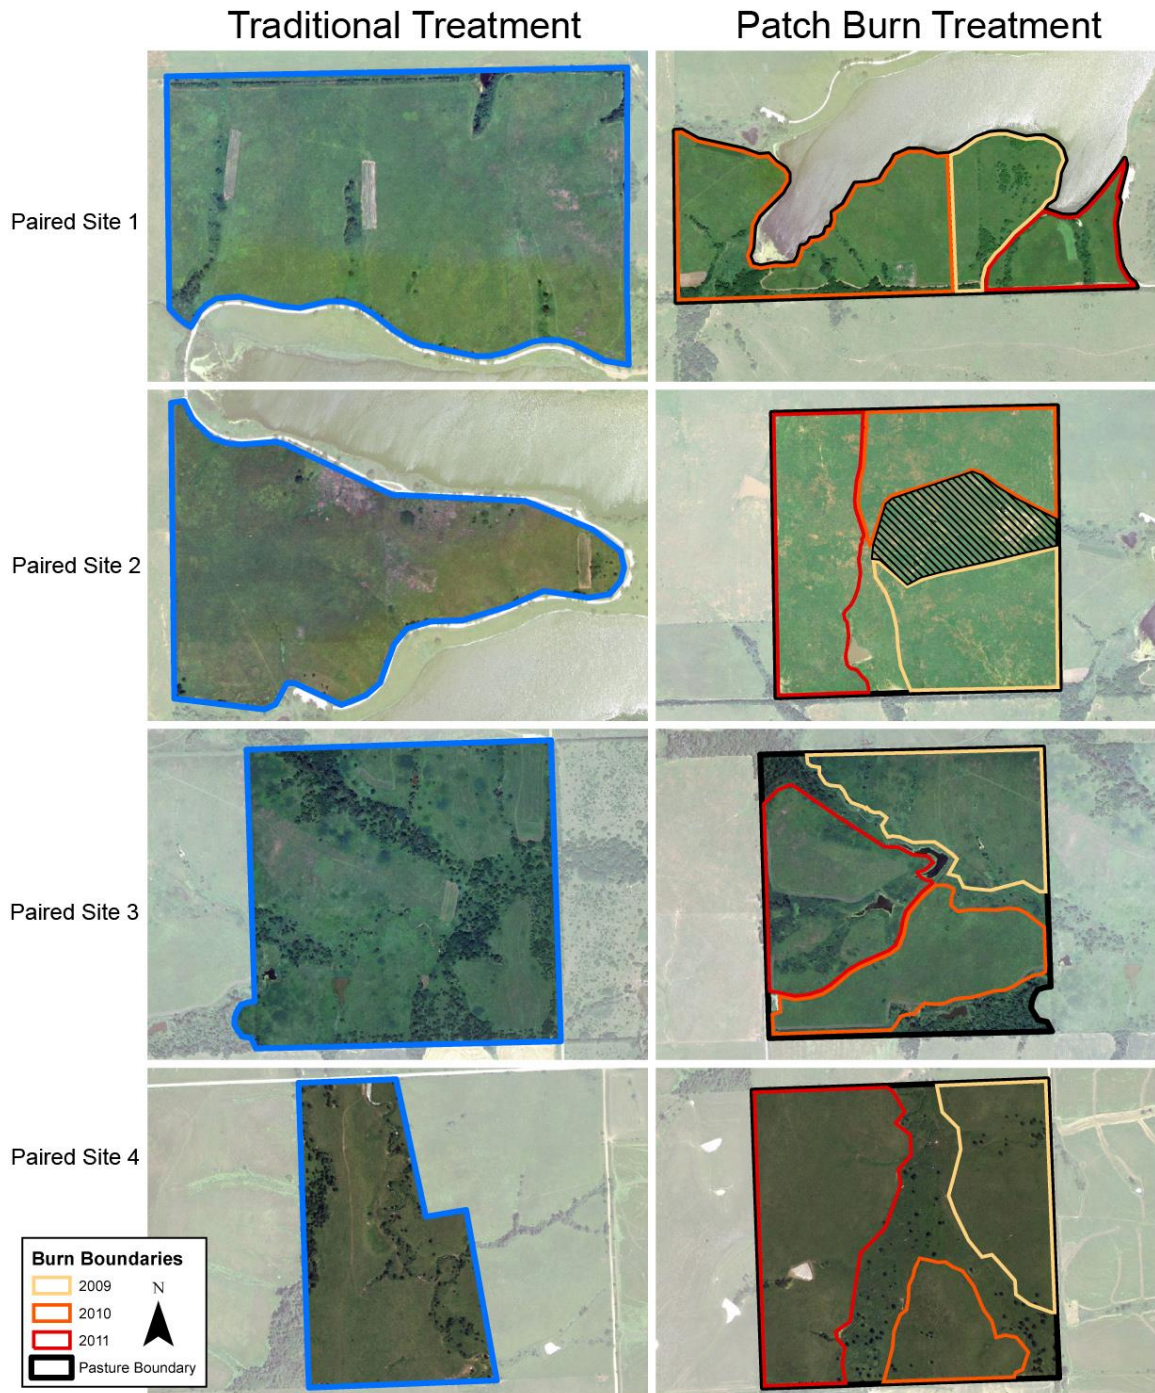 Traditional Treatment
Patch Burn Treatment
Paired Site 1
Paired Site 2
Paired Site 3
Paired Site 4
Burn Boundaries
2009
2010
2011
Pasture Boundary
N